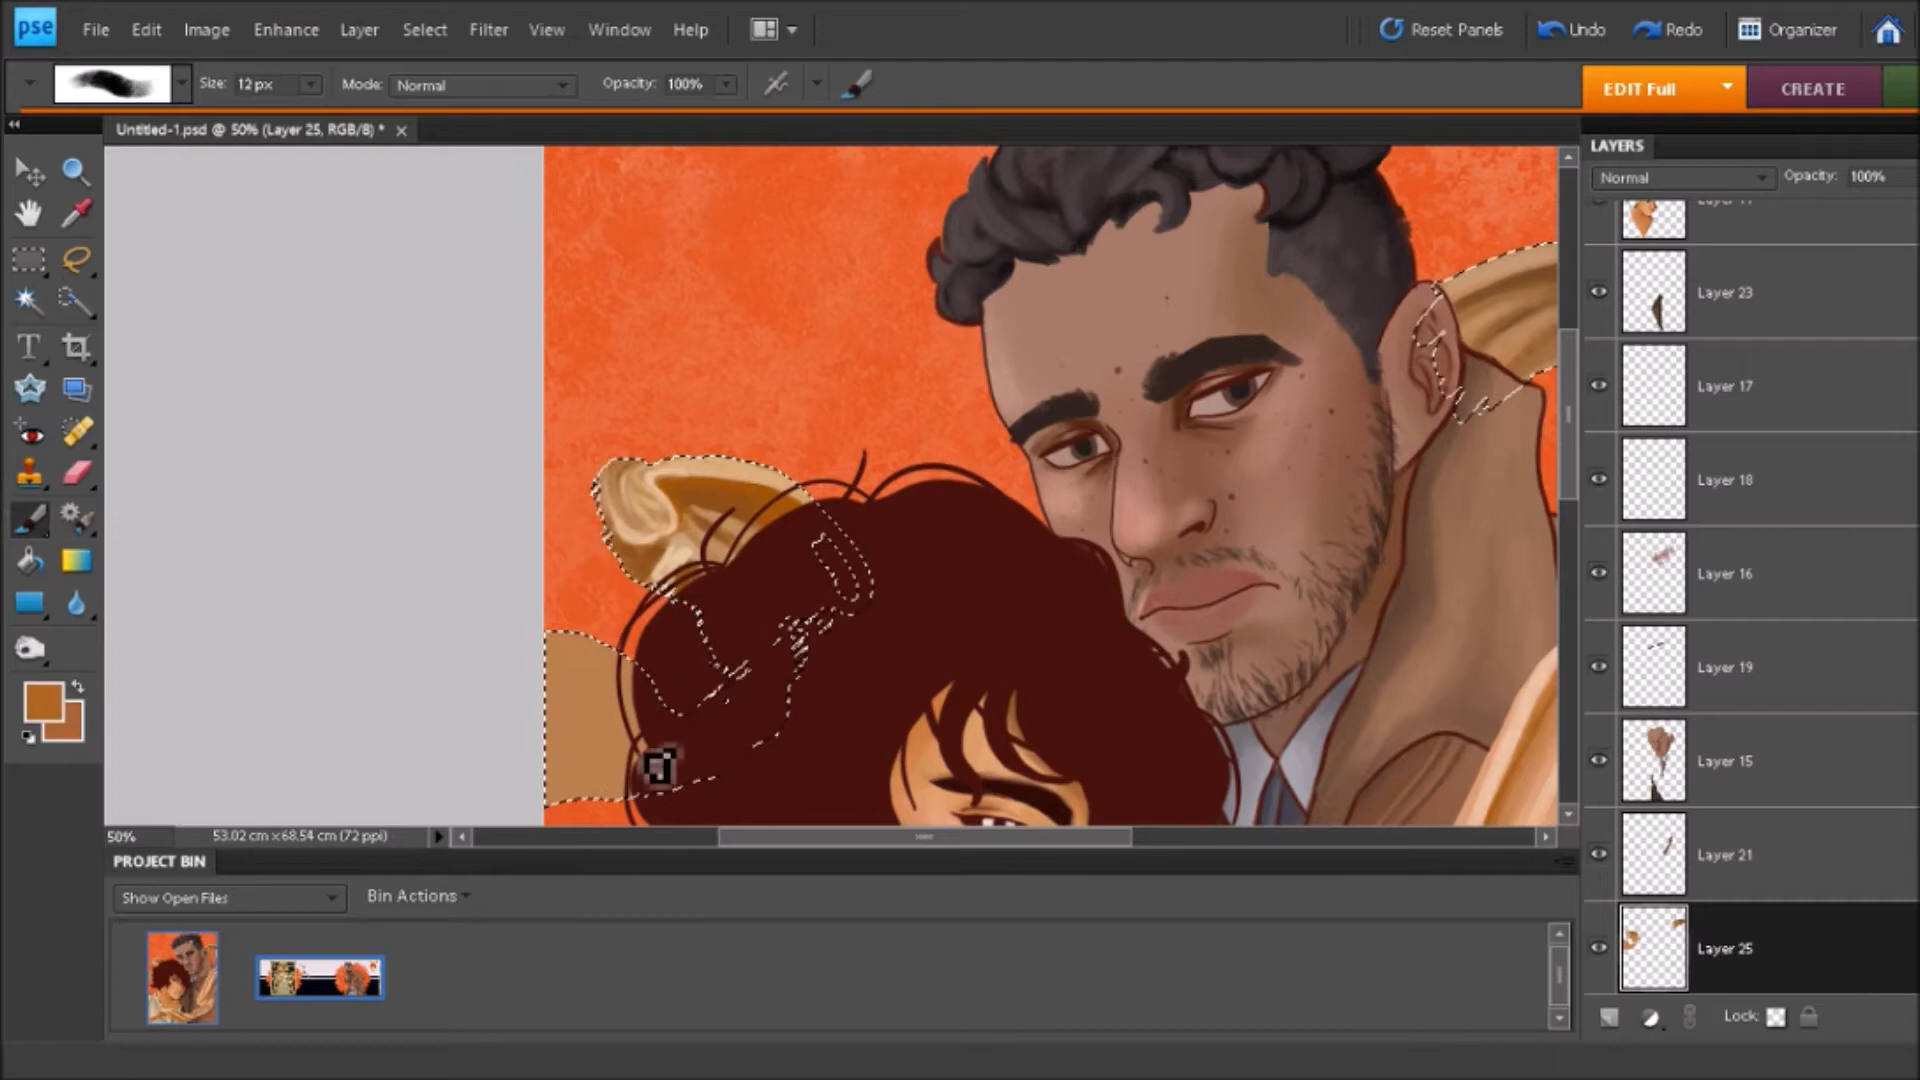 pse File Edit Image Enhance Layer Select Filter View Window Help Reset Panels Undo Redo Organizer
Size: 12 px Mode: Normal Opacity: 100% EDIT Full CREATE
Untitled-1.psd @ 50% (Layer 25, RGB/8) *
LAYERS
Normal Opacity: 100%
Layer 23
Layer 17
Layer 18
Layer 16
Layer 19
Layer 15
Layer 21
Layer 25
Lock:
50% 53.02 cm x 68.54 cm (72 ppi)
PROJECT BIN
Show Open Files Bin Actions